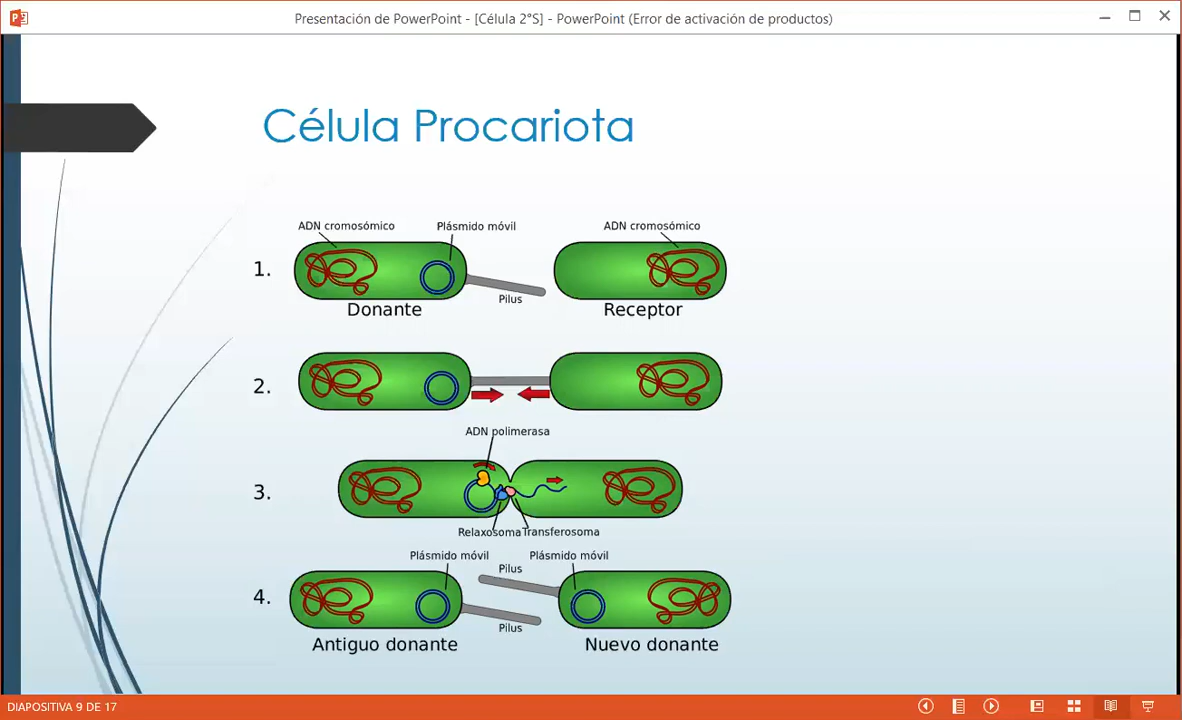 Presentación de PowerPoint - [Célula 2°S] - PowerPoint (Error de activación de productos)
Célula Procariota
ADN cromosómico
Plásmido móvil
ADN cromosómico
1.
Pilus
Donante
Receptor
2.
ADN polimerasa
3.
Relaxosoma
Transferosoma
Plásmido móvil
Plásmido móvil
Pilus
4.
Pilus
Antiguo donante
Nuevo donante
DIAPOSITIVA 9 DE 17